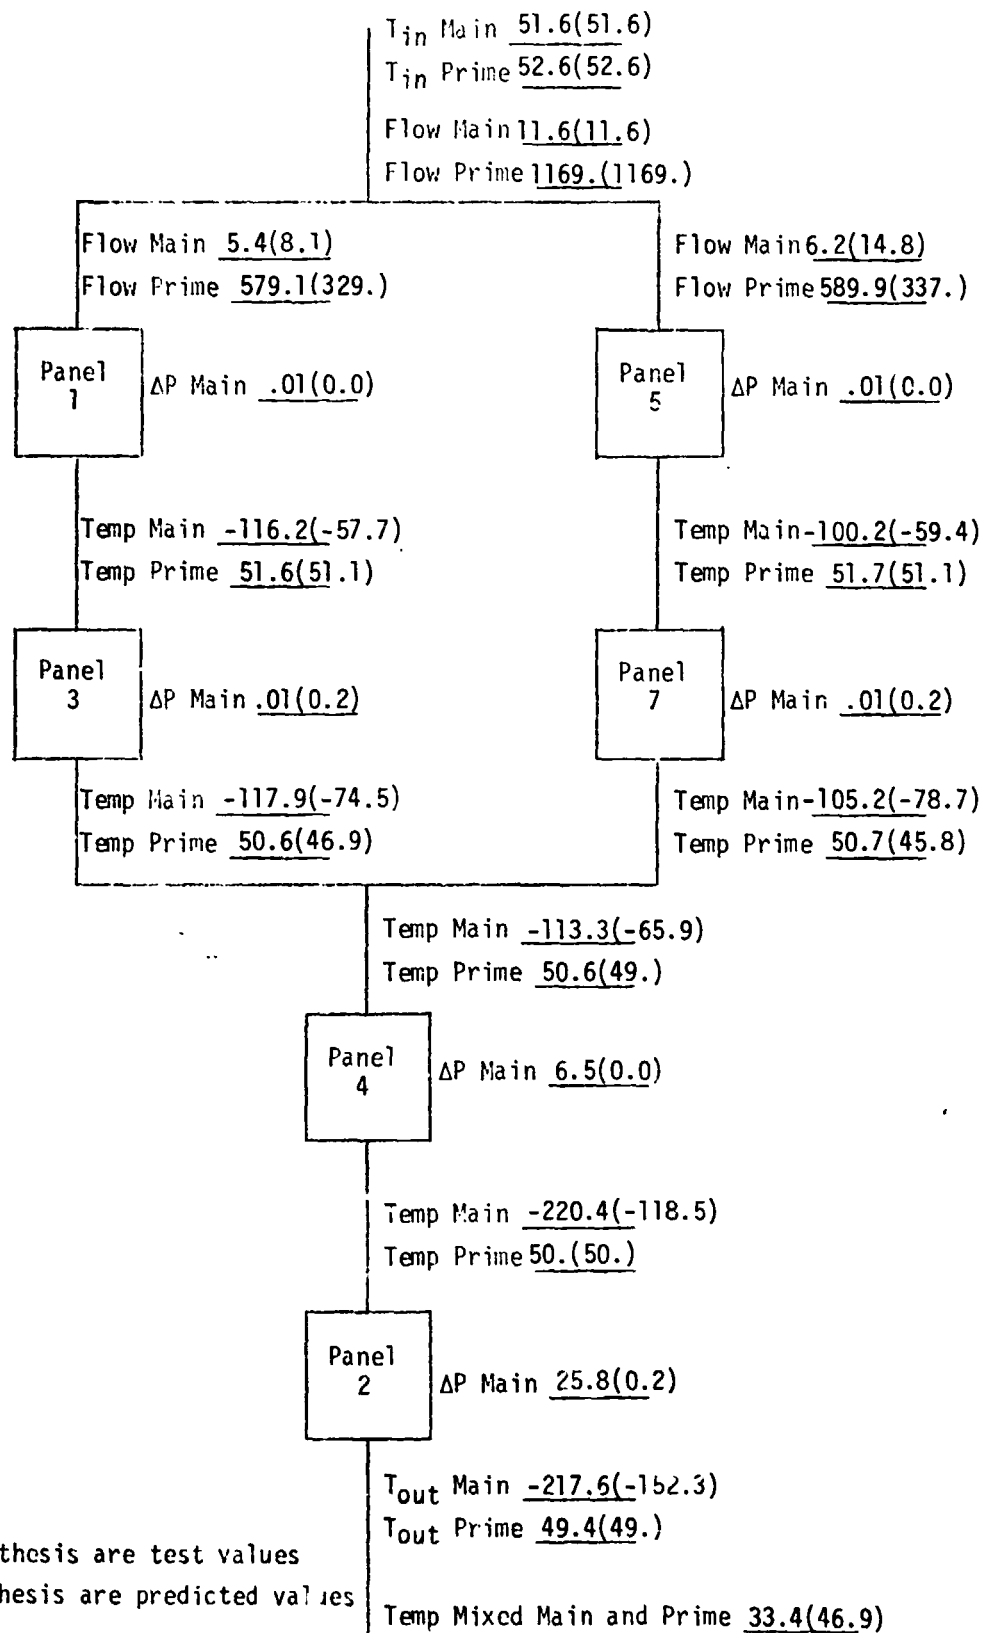 Tin Main 51.6(51.6)
Tin Prime 52.6(52.6)
Flow Main 11.6(11.6)
Flow Prime 1169.(1169.)
Flow Main 5.4(8.1)
Flow Prime 579.1(329.)
Flow Main 6.2(14.8)
Flow Prime 589.9(337.)
Panel
1
ΔP Main .01(0.0)
Panel
5
ΔP Main .01(0.0)
Temp Main -116.2(-57.7)
Temp Prime 51.6(51.1)
Temp Main -100.2(-59.4)
Temp Prime 51.7(51.1)
Panel
3
ΔP Main .01(0.2)
Panel
7
ΔP Main .01(0.2)
Temp Main -117.9(-74.5)
Temp Prime 50.6(46.9)
Temp Main -105.2(-78.7)
Temp Prime 50.7(45.8)
Temp Main -113.3(-65.9)
Temp Prime 50.6(49.)
Panel
4
ΔP Main 6.5(0.0)
Temp Main -220.4(-118.5)
Temp Prime 50.(50.)
Panel
2
ΔP Main 25.8(0.2)
Tout Main -217.6(-152.3)
Tout Prime 49.4(49.)
thesis are test values
hesis are predicted values
Temp Mixed Main and Prime 33.4(46.9)